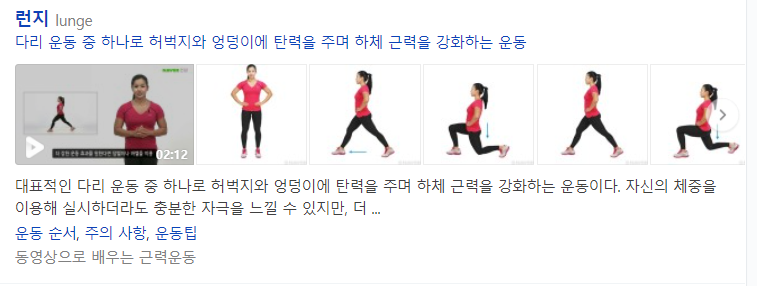 런지 lunge
다리 운동 중 하나로 허벅지와 엉덩이에 탄력을 주며 하체 근력을 강화하는 운동
02:12
대표적인 다리 운동 중 하나로 허벅지와 엉덩이에 탄력을 주며 하체 근력을 강화하는 운동이다. 자신의 체중을
이용해 실시하더라도 충분한 자극을 느낄 수 있지만, 더 ...
운동 순서, 주의 사항, 운동팁
동영상으로 배우는 근력운동